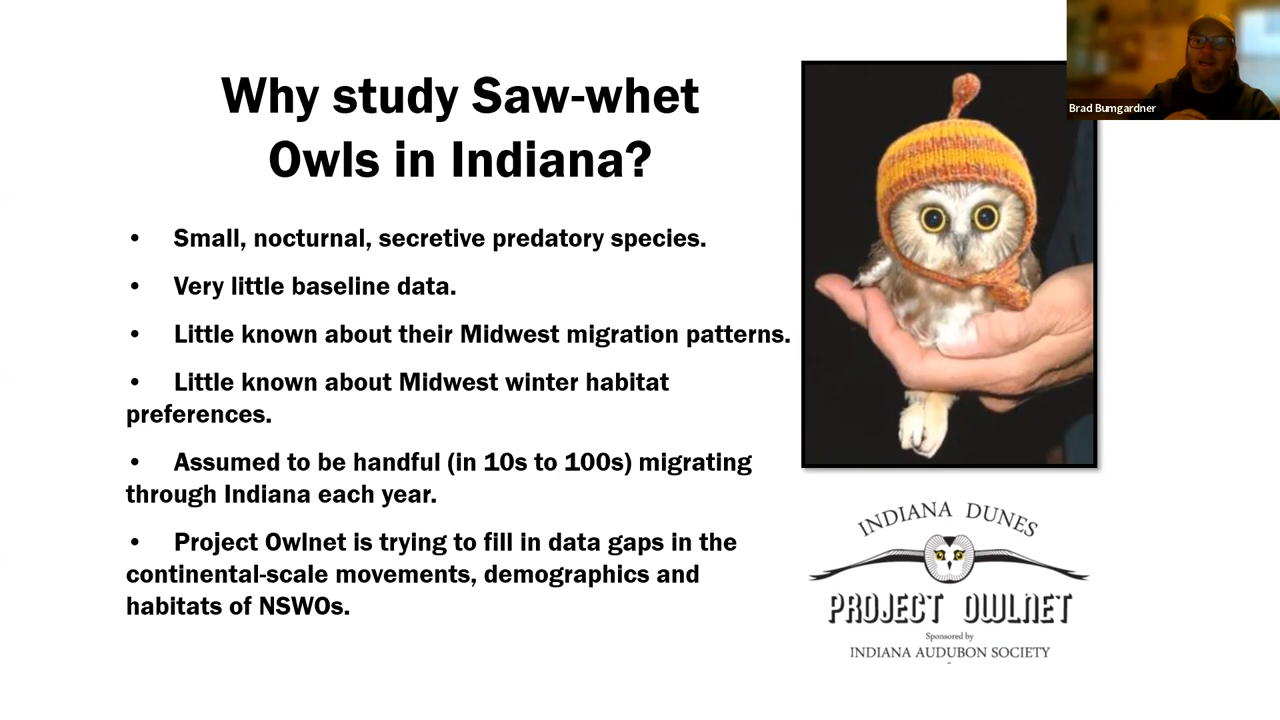 Why study Saw-whet
Owls in Indiana?
• Small, nocturnal, secretive predatory species.
• Very little baseline data.
• Little known about their Midwest migration patterns.
• Little known about Midwest winter habitat
preferences.
• Assumed to be handful (in 10s to 100s) migrating
through Indiana each year.
• Project Owlnet is trying to fill in data gaps in the
continental-scale movements, demographics and
habitats of NSWOs.
Brad Bumgardner
INDIANA DUNES
PROJECT OWLNET
Sponsored by
INDIANA AUDUBON SOCIETY